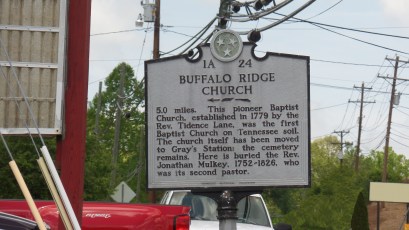 1A 24
BUFFALO RIDGE
CHURCH
5.0 miles. This pioneer Baptist
Church, established in 1779 by the
Rev. Tidence Lane, was the first
Baptist Church on Tennessee soil.
The church itself has been moved
to Gray's Station: the cemetery
remains. Here is buried the Rev.
Jonathan Mulkey, 1752-1826, who
was its second pastor.